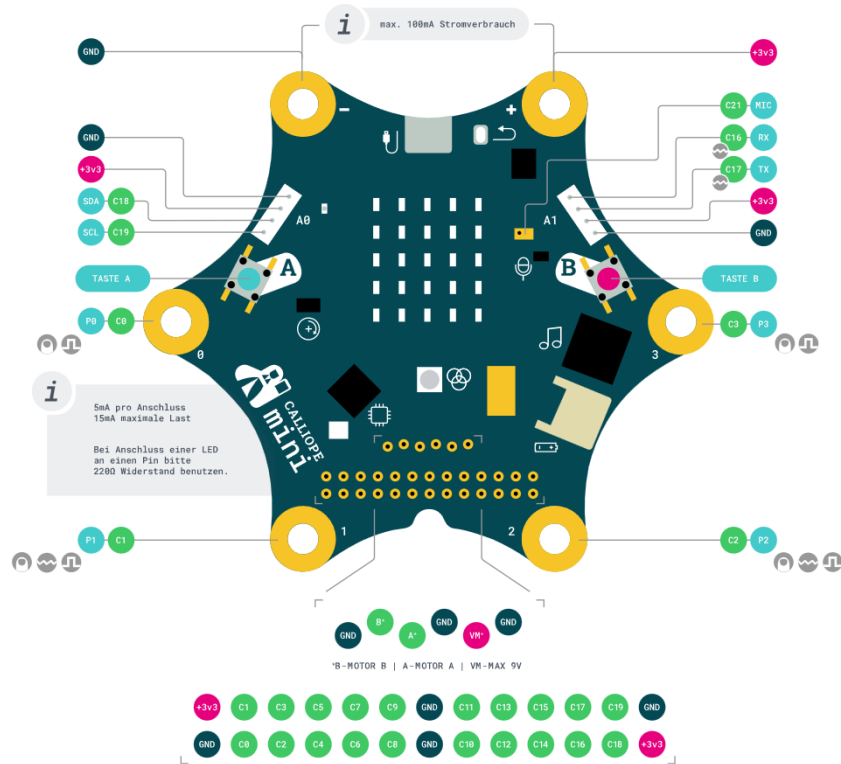 i max. 100mA Stromverbrauch
GND
+3v3
- +
C21 MIC
GND
C16 RX
+3v3
C17 TX
SDA C18
+3v3
SCL C19
GND
A0
A1
A
B
TASTE A
TASTE B
P0 C0
C3 P3
0
3
i
5mA pro Anschluss
15mA maximale Last
Bei Anschluss einer LED
an einen Pin bitte
220Ω Widerstand benutzen.
CALLIOPE
mini
- +
1
2
P1 C1
C2 P2
GND B* A* GND VM* GND
*B-MOTOR B | A-MOTOR A | VM-MAX 9V
+3v3 C1 C3 C5 C7 C9 GND C11 C13 C15 C17 C19 GND
GND C0 C2 C4 C6 C8 GND C10 C12 C14 C16 C18 +3v3